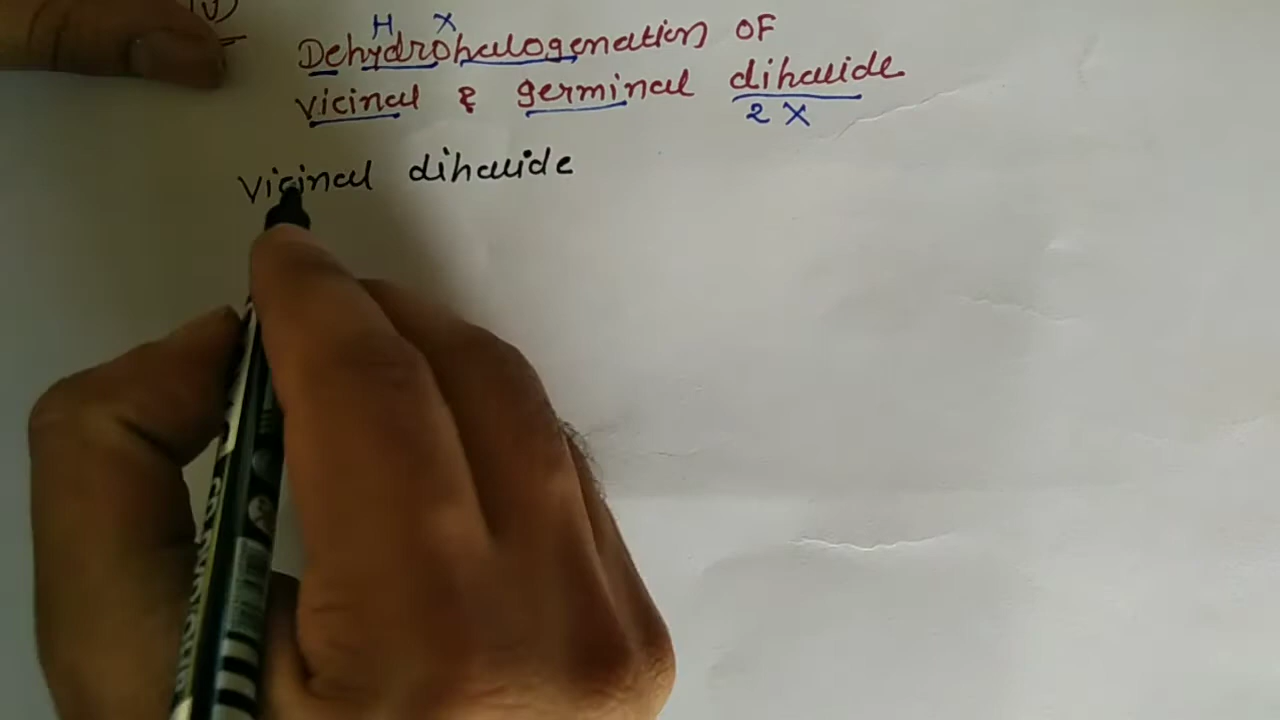 H X
Dehydrohalogenation OF
vicinal & germinal dihalide
2 X
Vicinal dihalide